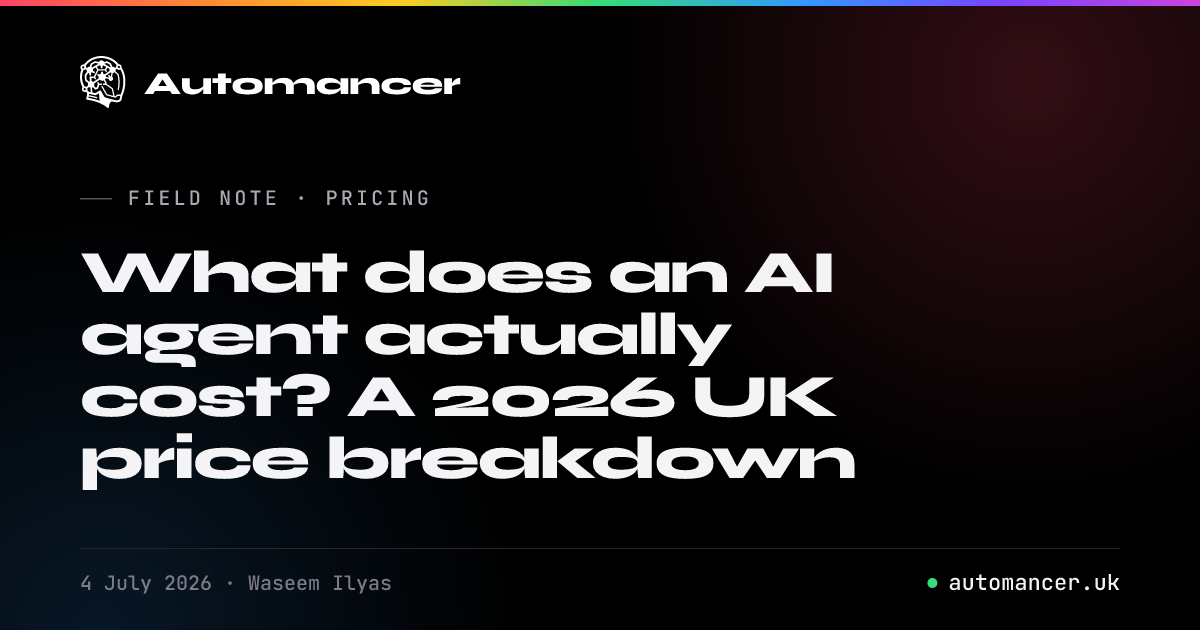 Automancer
FIELD NOTE · PRICING
What does an AI
agent actually
cost? A 2026 UK
price breakdown
4 July 2026 · Waseem Ilyas
automancer.uk